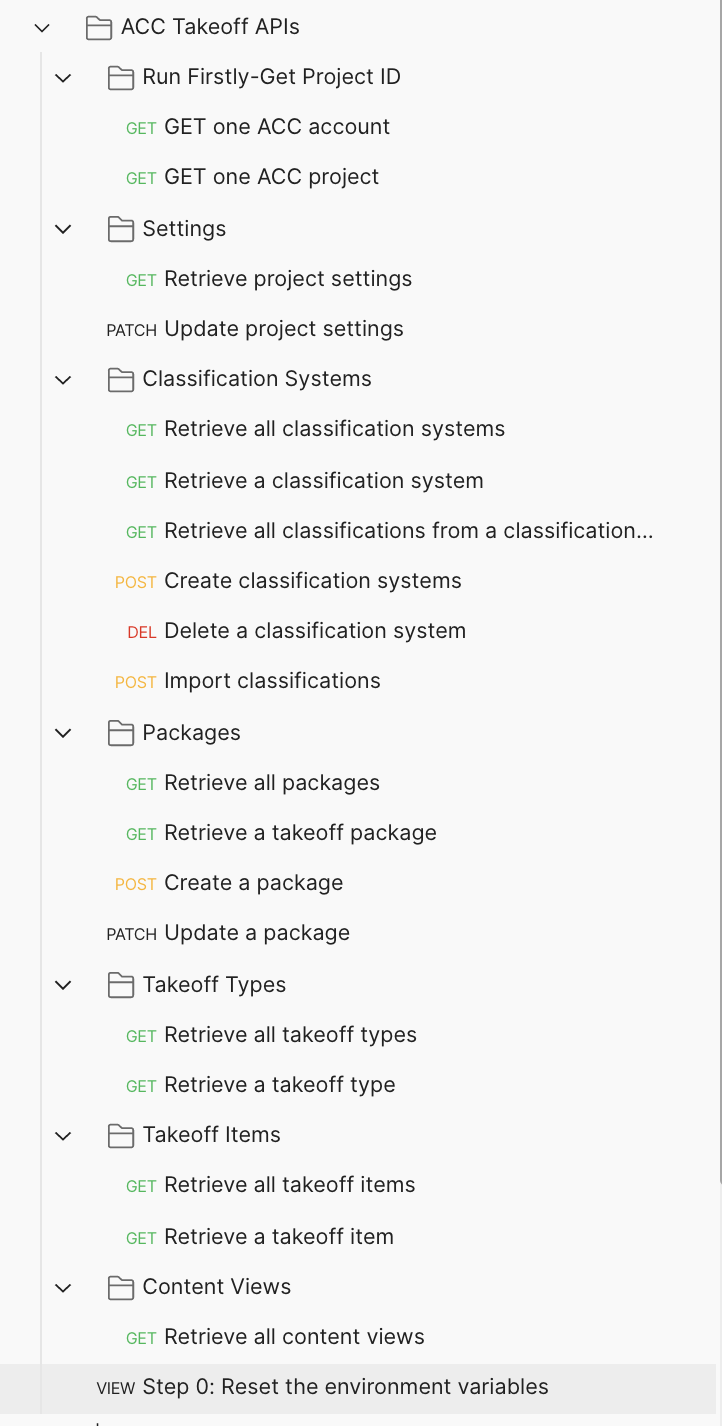 ACC Takeoff APIs
Run Firstly-Get Project ID
GET GET one ACC account
GET GET one ACC project
Settings
GET Retrieve project settings
PATCH Update project settings
Classification Systems
GET Retrieve all classification systems
GET Retrieve a classification system
GET Retrieve all classifications from a classification...
POST Create classification systems
DEL Delete a classification system
POST Import classifications
Packages
GET Retrieve all packages
GET Retrieve a takeoff package
POST Create a package
PATCH Update a package
Takeoff Types
GET Retrieve all takeoff types
GET Retrieve a takeoff type
Takeoff Items
GET Retrieve all takeoff items
GET Retrieve a takeoff item
Content Views
GET Retrieve all content views
VIEW Step 0: Reset the environment variables